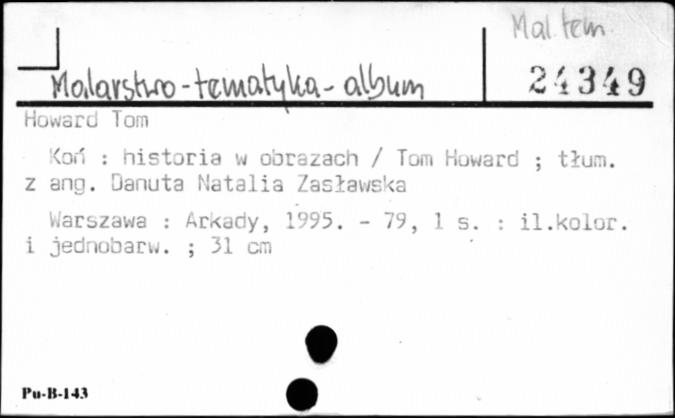 Mal. tem.
24349
Malarstwo-tematyka-album
Howard Tom
Koń : historia w obrazach / Tom Howard ; tłum.
z ang. Danuta Natalia Zasławska
Warszawa : Arkady, 1995. - 79, 1 s. : il.kolor.
i jednobarw. ; 31 cm
Pu-B-143